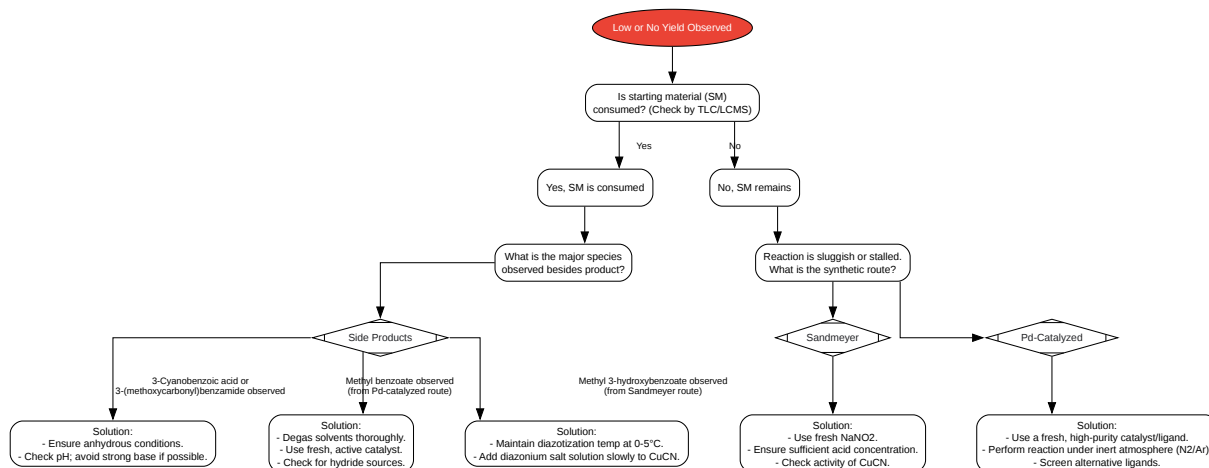 Low or No Yield Observed
Is starting material (SM)
consumed? (Check by TLC/LCMS)
Yes
No
Yes, SM is consumed
No, SM remains
What is the major species
observed besides product?
Reaction is sluggish or stalled.
What is the synthetic route?
Side Products
Sandmeyer
Pd-Catalyzed
3-Cyanobenzoic acid or
3-(methoxycarbonyl)benzamide observed
Methyl benzoate observed
(from Pd-catalyzed route)
Methyl 3-hydroxybenzoate observed
(from Sandmeyer route)
Solution:
- Ensure anhydrous conditions.
- Check pH; avoid strong base if possible.
Solution:
- Degas solvents thoroughly.
- Use fresh, active catalyst.
- Check for hydride sources.
Solution:
- Maintain diazotization temp at 0-5°C.
- Add diazonium salt solution slowly to CuCN.
Solution:
- Use fresh NaNO2.
- Ensure sufficient acid concentration.
- Check activity of CuCN.
Solution:
- Use a fresh, high-purity catalyst/ligand.
- Perform reaction under inert atmosphere (N2/Ar)
- Screen alternative ligands.